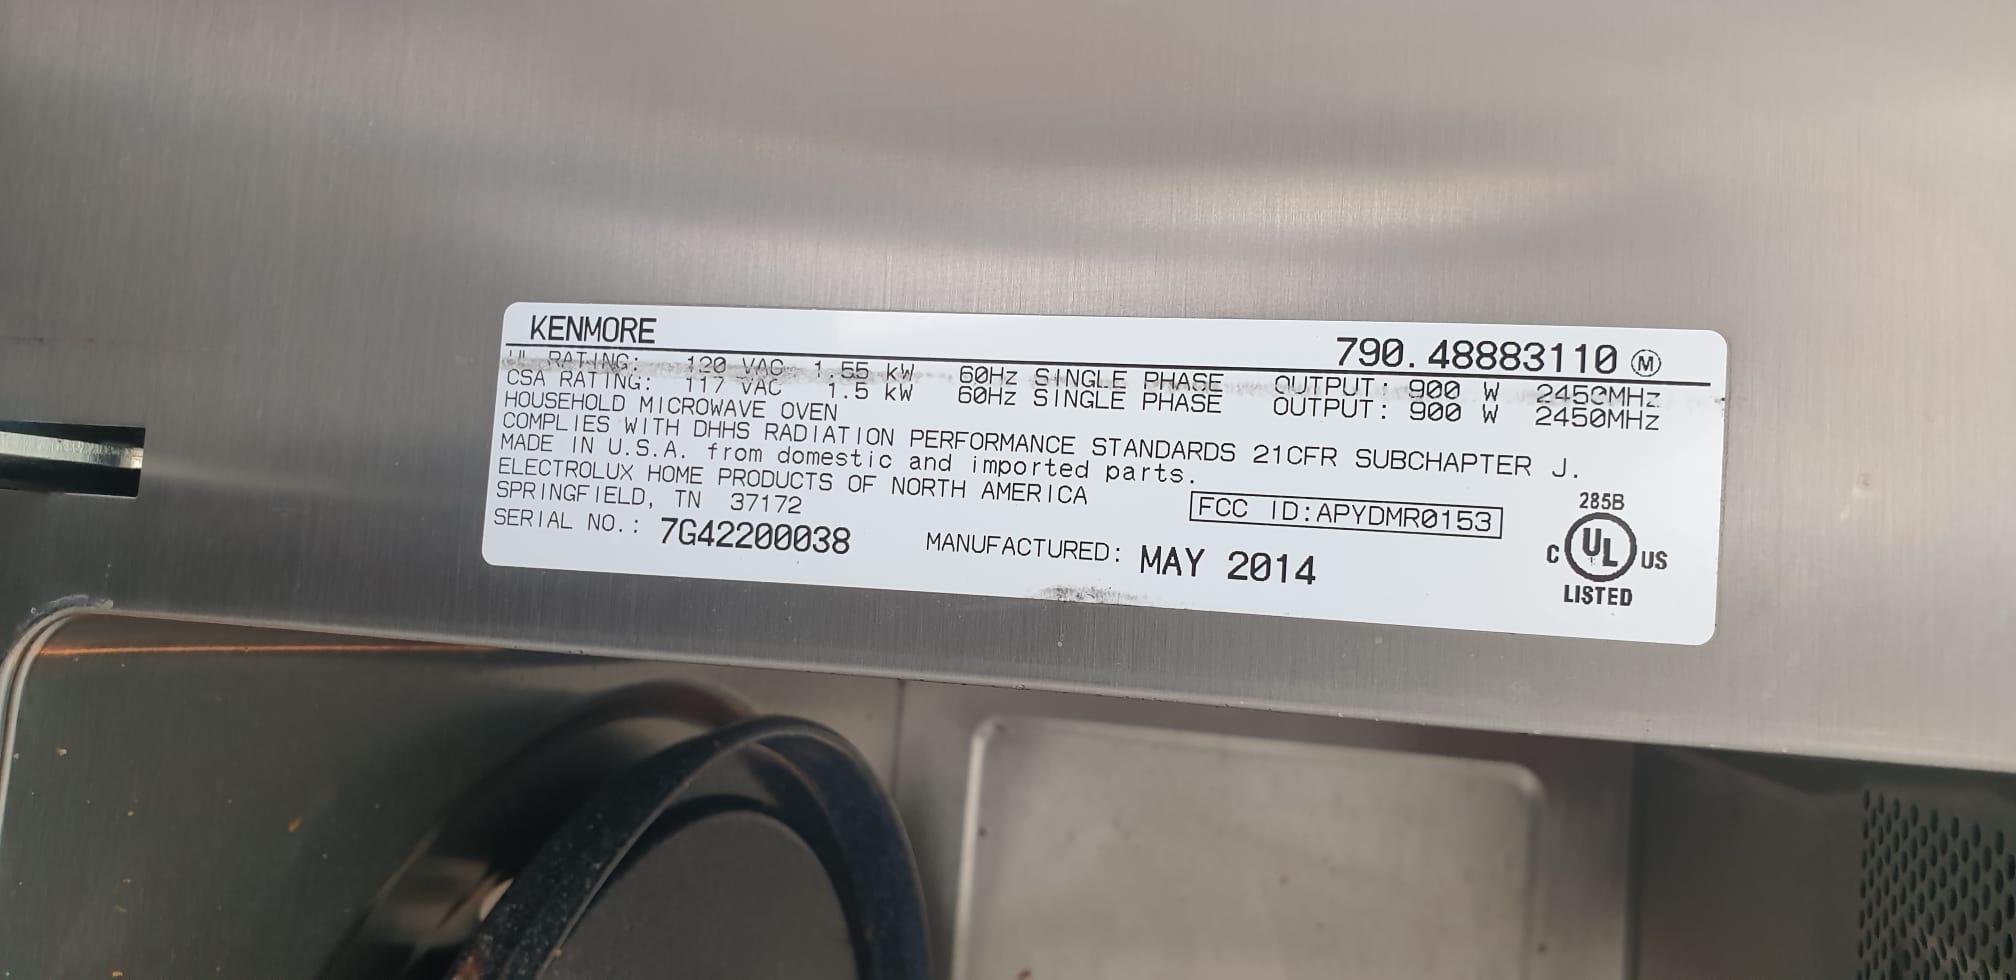 KENMORE 790.48883110 Ⓜ
UL RATING: 120 VAC 1.55 kW 60Hz SINGLE PHASE OUTPUT: 900 W 2450MHz
CSA RATING: 117 VAC 1.5 kW 60Hz SINGLE PHASE OUTPUT: 900 W 2450MHz
HOUSEHOLD MICROWAVE OVEN
COMPLIES WITH DHHS RADIATION PERFORMANCE STANDARDS 21CFR SUBCHAPTER J.
MADE IN U.S.A. from domestic and imported parts.
ELECTROLUX HOME PRODUCTS OF NORTH AMERICA
SPRINGFIELD, TN 37172
FCC ID:APYDMR0153
SERIAL NO.: 7G42200038 MANUFACTURED: MAY 2014
285B
C UL US
LISTED